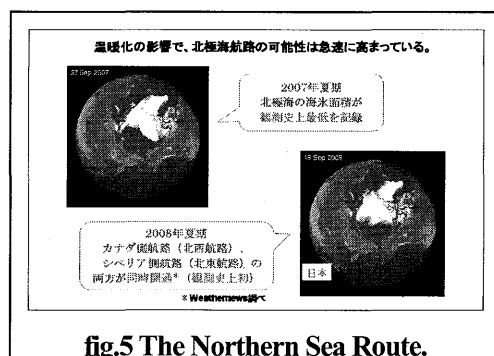 温暖化の影響で、北極海航路の可能性は急速に高まっている。
27 Sep 2007
2007年夏期
北極海の海氷面積が
観測史上最低を記録
18 Sep 2008
2008年夏期
カナダ側航路（北西航路）、
シベリア側航路（北東航路）の
両方が同時開通*（観測史上初）
日本
* Weathernews調べ
fig.5 The Northern Sea Route.